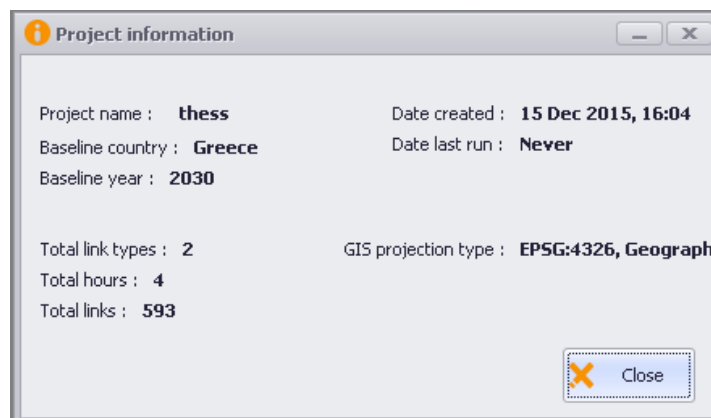 Project information
Project name : thess
Date created : 15 Dec 2015, 16:04
Baseline country : Greece
Date last run : Never
Baseline year : 2030
Total link types : 2
GIS projection type : EPSG:4326, Geograph
Total hours : 4
Total links : 593
Close